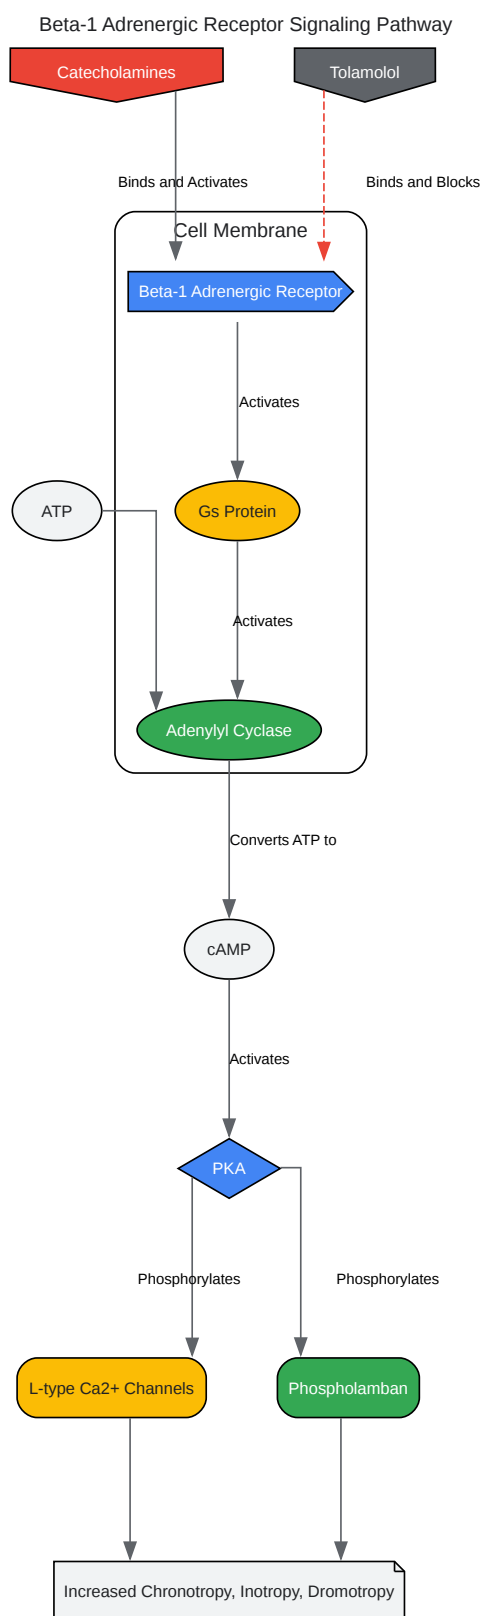 Beta-1 Adrenergic Receptor Signaling Pathway
Catecholamines
Tolamolol
Binds and Activates
Binds and Blocks
Cell Membrane
Beta-1 Adrenergic Receptor
Activates
ATP
Gs Protein
Activates
Adenylyl Cyclase
Converts ATP to
cAMP
Activates
PKA
Phosphorylates
Phosphorylates
L-type Ca2+ Channels
Phospholamban
Increased Chronotropy, Inotropy, Dromotropy